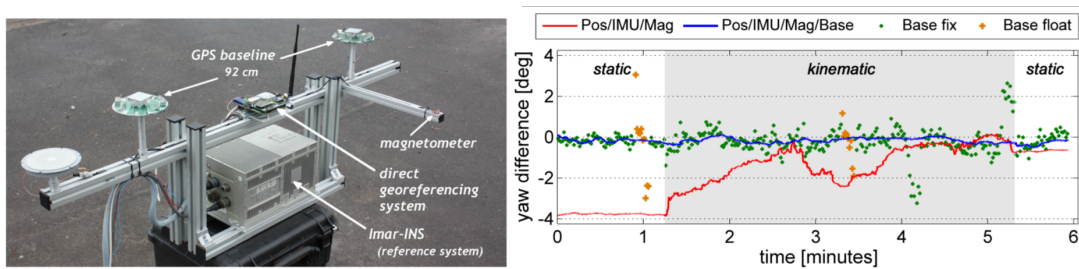 GPS baseline
92 cm
magnetometer
direct
georeferencing
system
Imar-INS
(reference system)
Pos/IMU/Mag Pos/IMU/Mag/Base Base fix Base float
static kinematic static
yaw difference [deg]
4
2
0
-2
-4
0 1 2 3 4 5 6
time [minutes]